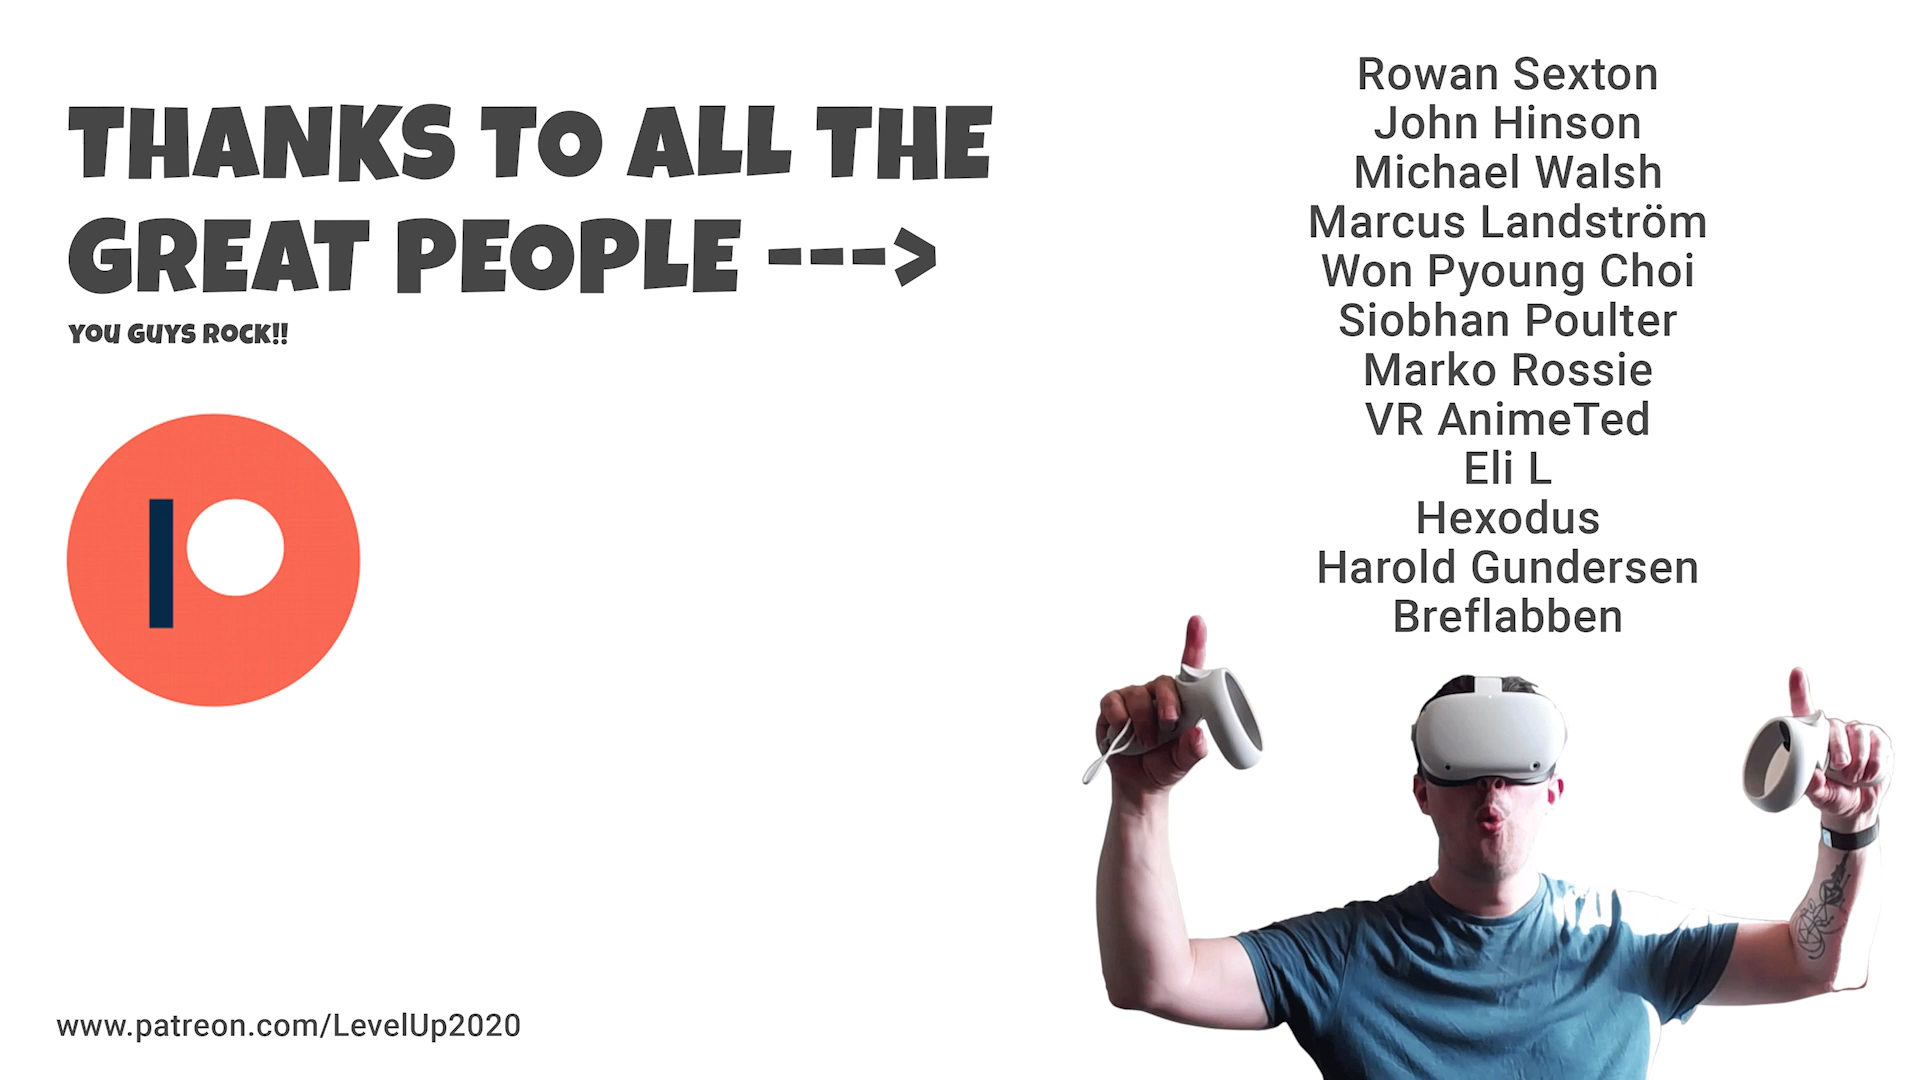 THANKS TO ALL THE
GREAT PEOPLE --->
YOU GUYS ROCK!!
www.patreon.com/LevelUp2020
Rowan Sexton
John Hinson
Michael Walsh
Marcus Landström
Won Pyoung Choi
Siobhan Poulter
Marko Rossie
VR AnimeTed
Eli L
Hexodus
Harold Gundersen
Breflabben